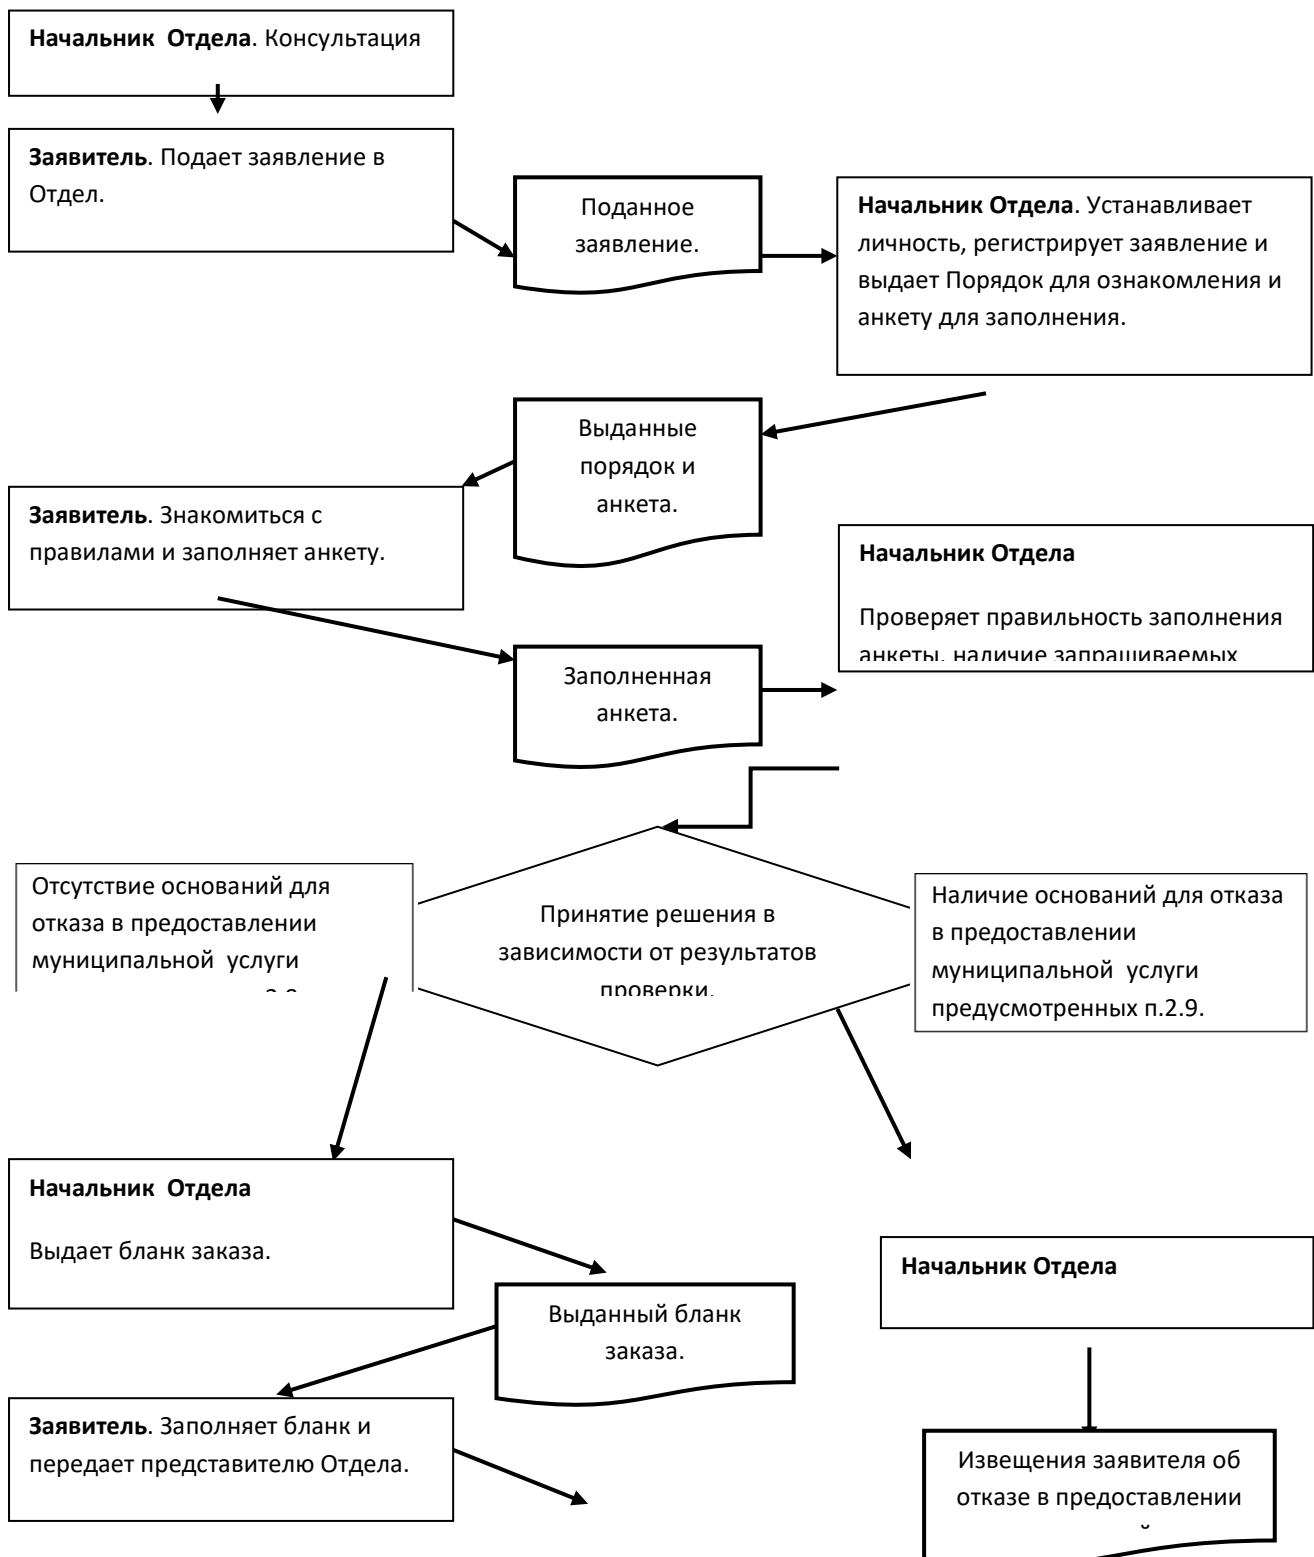 Начальник Отдела. Консультация
Заявитель. Подает заявление в
Отдел.
Поданное
заявление.
Начальник Отдела. Устанавливает
личность, регистрирует заявление и
выдает Порядок для ознакомления и
анкету для заполнения.
Выданные
порядок и
анкета.
Заявитель. Знакомиться с
правилами и заполняет анкету.
Начальник Отдела
Проверяет правильность заполнения
анкеты, наличие запрашиваемых
Заполненная
анкета.
Отсутствие оснований для
отказа в предоставлении
муниципальной услуги
Принятие решения в
зависимости от результатов
проверки.
Наличие оснований для отказа
в предоставлении
муниципальной услуги
предусмотренных п.2.9.
Начальник Отдела
Выдает бланк заказа.
Выданный бланк
заказа.
Начальник Отдела
Заявитель. Заполняет бланк и
передает представителю Отдела.
Извещения заявителя об
отказе в предоставлении